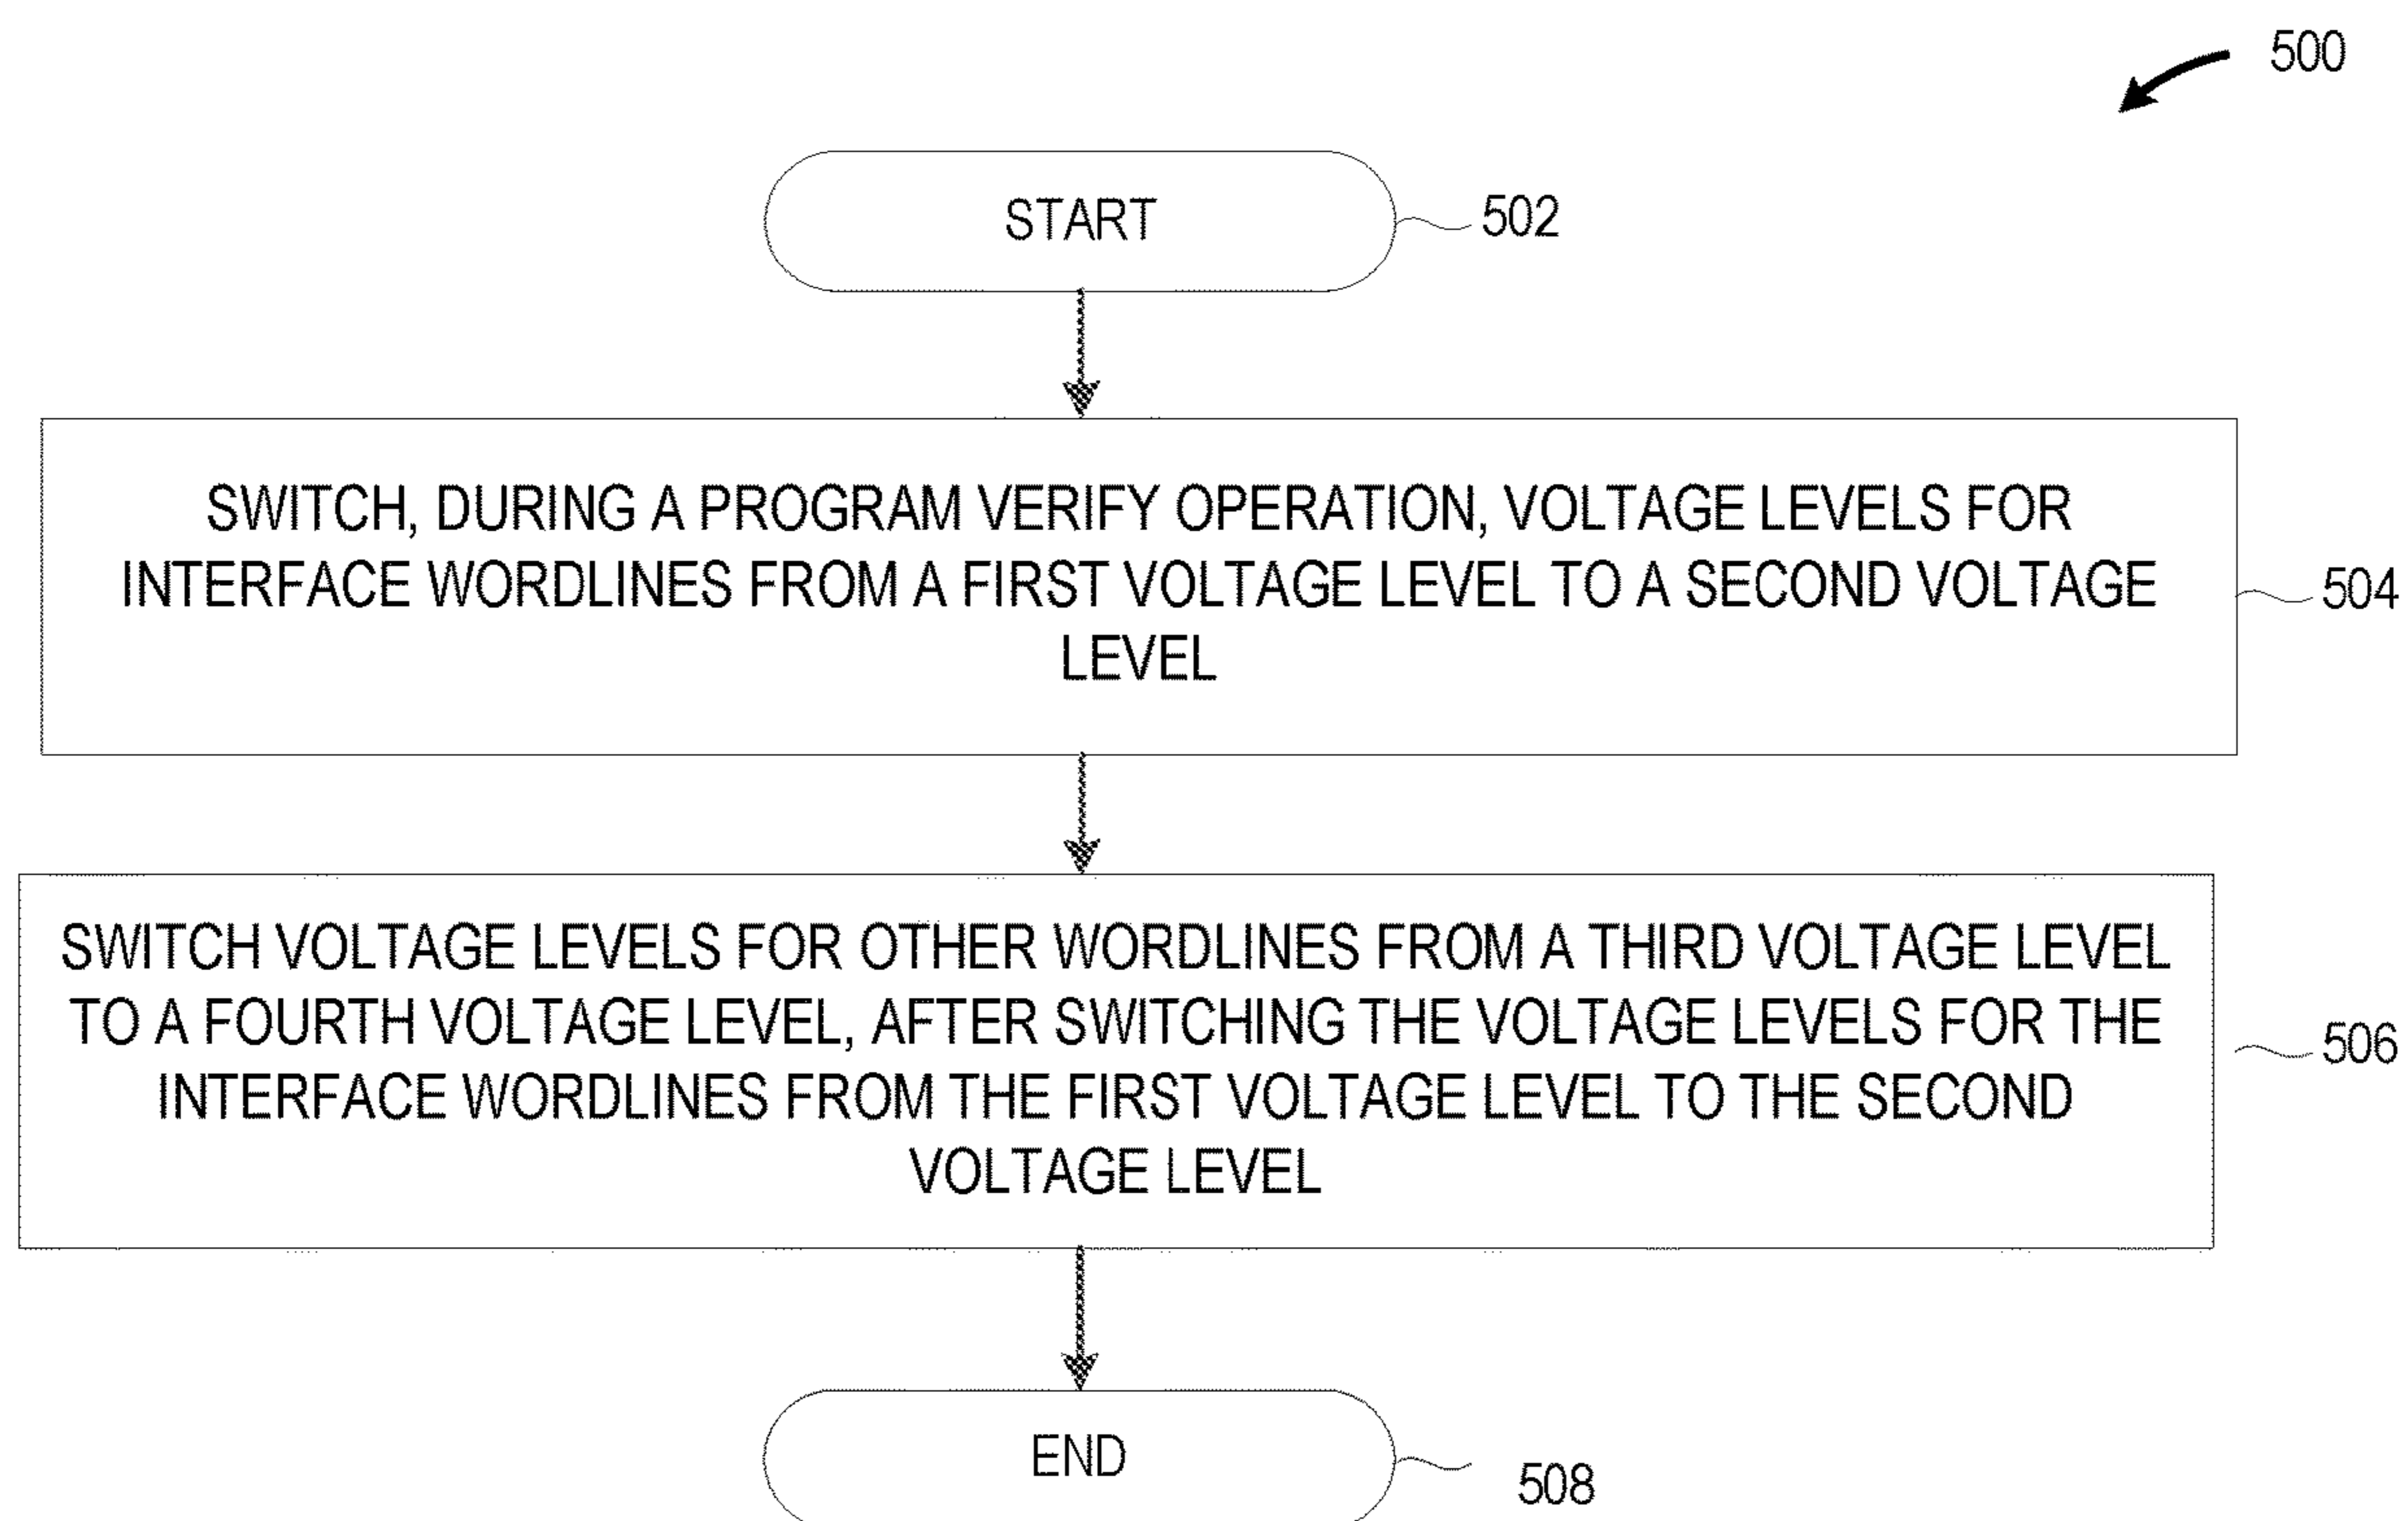 500
START
502
SWITCH, DURING A PROGRAM VERIFY OPERATION, VOLTAGE LEVELS FOR
INTERFACE WORDLINES FROM A FIRST VOLTAGE LEVEL TO A SECOND VOLTAGE
LEVEL
504
SWITCH VOLTAGE LEVELS FOR OTHER WORDLINES FROM A THIRD VOLTAGE LEVEL
TO A FOURTH VOLTAGE LEVEL, AFTER SWITCHING THE VOLTAGE LEVELS FOR THE
INTERFACE WORDLINES FROM THE FIRST VOLTAGE LEVEL TO THE SECOND
VOLTAGE LEVEL
506
END
508